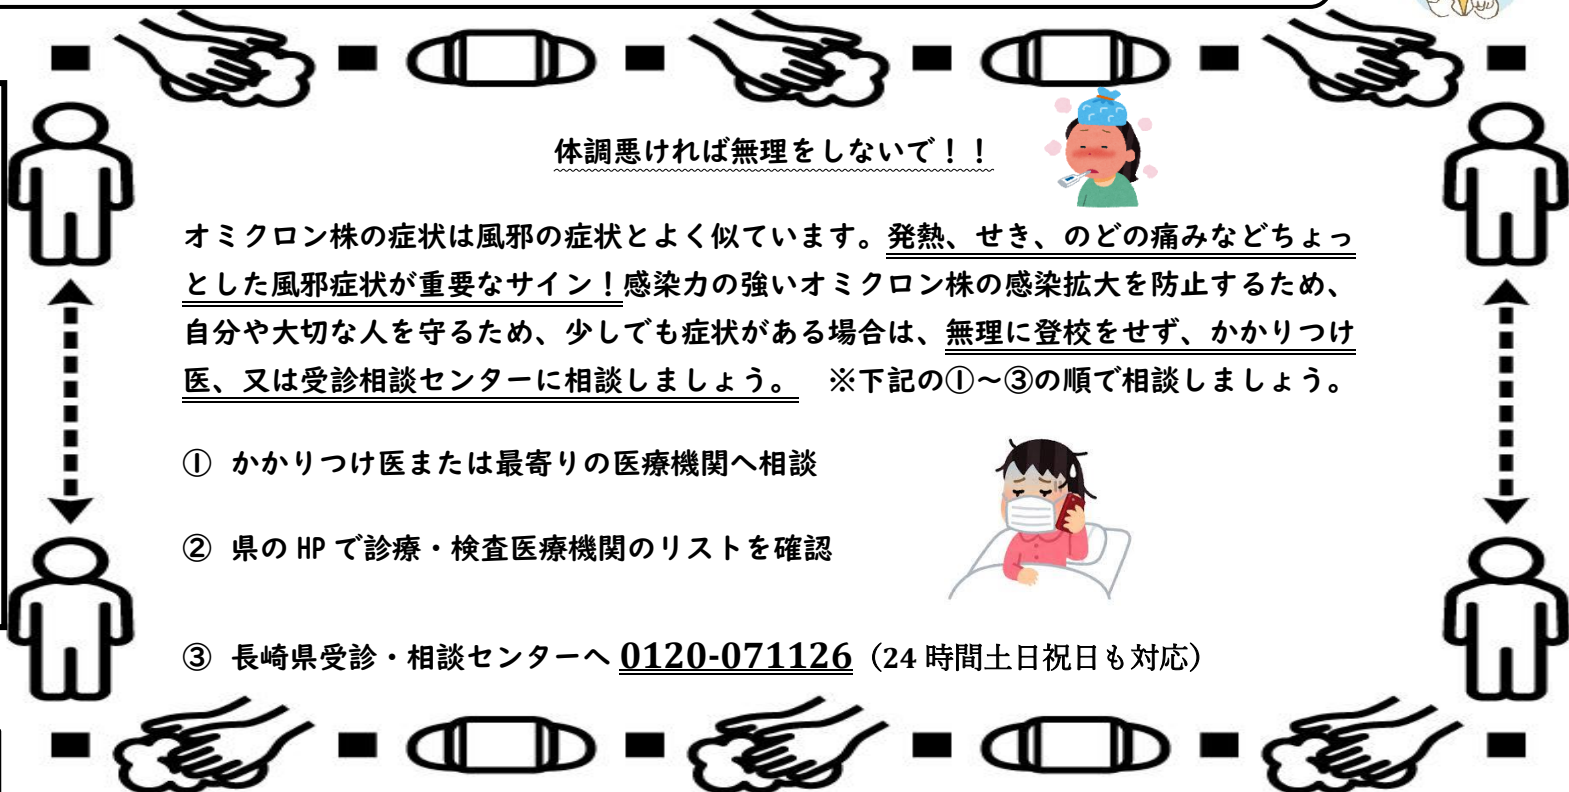 体調悪ければ無理をしないで！！
オミクロン株の症状は風邪の症状とよく似ています。発熱、せき、のどの痛みなどちょっ
とした風邪症状が重要なサイン！感染力の強いオミクロン株の感染拡大を防止するため、
自分や大切な人を守るため、少しでも症状がある場合は、無理に登校をせず、かかりつけ
医、又は受診相談センターに相談しましょう。　※下記の①～③の順で相談しましょう。
① かかりつけ医または最寄りの医療機関へ相談
② 県の HP で診療・検査医療機関のリストを確認
③ 長崎県受診・相談センターへ 0120-071126（24 時間土日祝日も対応）